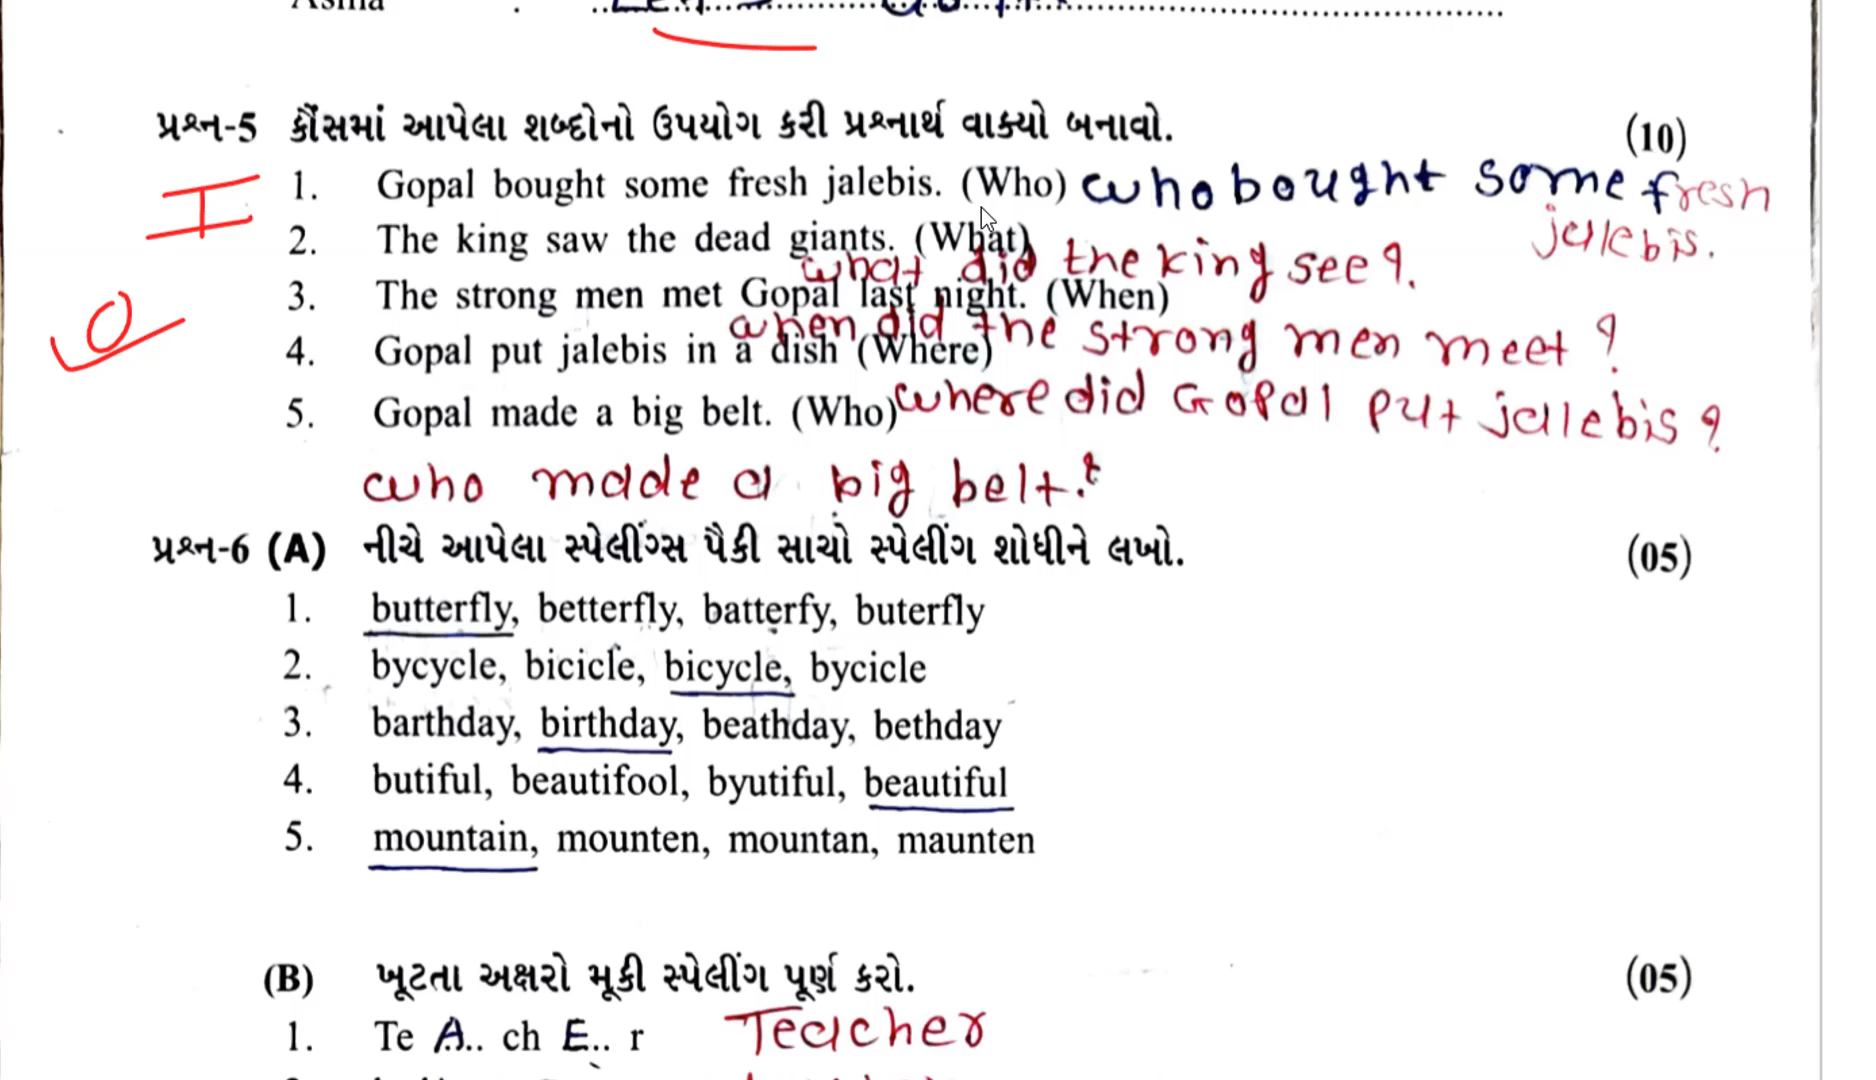 Asma :
પ્રશ્ન-5 કૌંસમાં આપેલા શબ્દોનો ઉપયોગ કરી પ્રશ્નાર્થ વાક્યો બનાવો. (10)
1. Gopal bought some fresh jalebis. (Who) who bought some fresh
jalebis.
2. The king saw the dead giants. (What)
what did the king see?.
3. The strong men met Gopal last night. (When)
when did the strong men meet ?
4. Gopal put jalebis in a dish (Where)
where did Gopal put jalebis ?
5. Gopal made a big belt. (Who)
who made a big belt.?
પ્રશ્ન-6 (A) નીચે આપેલા સ્પેલીંગ્સ પૈકી સાચો સ્પેલીંગ શોધીને લખો. (05)
1. butterfly, betterfly, batterfy, buterfly
2. bycycle, bicicle, bicycle, bycicle
3. barthday, birthday, beathday, bethday
4. butiful, beautifool, byutiful, beautiful
5. mountain, mounten, mountan, maunten
(B) ખૂટતા અક્ષરો મૂકી સ્પેલીંગ પૂર્ણ કરો. (05)
1. Te A.. ch E.. r Teacher